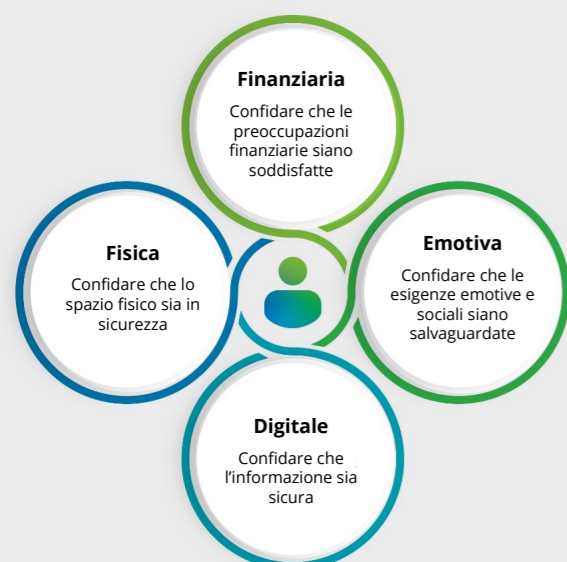 Finanziaria
Confidare che le
preoccupazioni
finanziarie siano
soddisfatte
Fisica
Confidare che lo
spazio fisico sia in
sicurezza
Emotiva
Confidare che le
esigenze emotive e
sociali siano
salvaguardate
Digitale
Confidare che
l’informazione sia
sicura